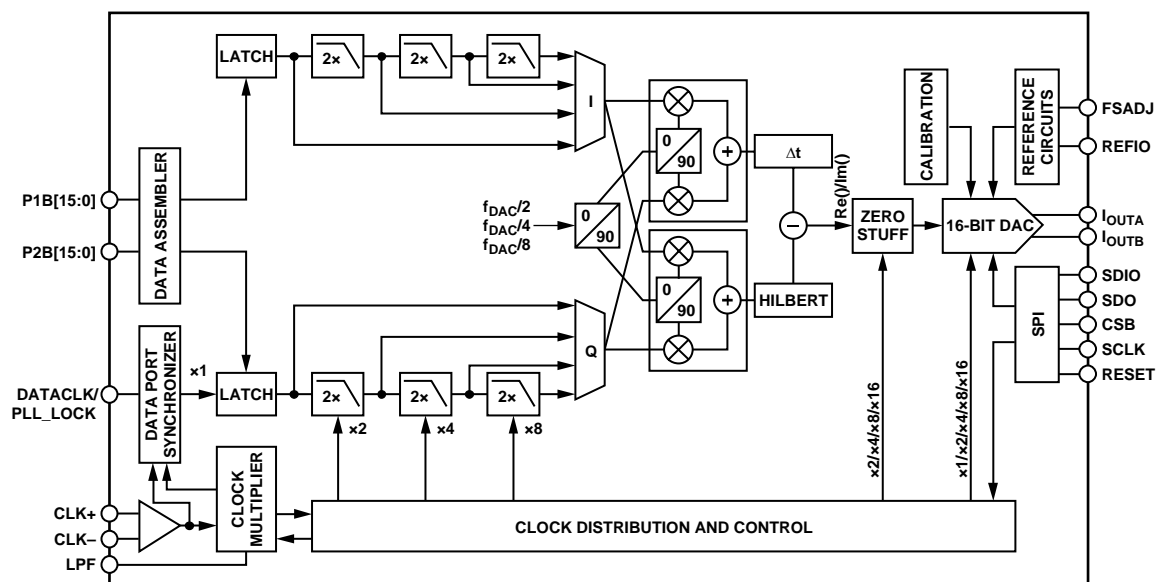 LATCH
2×
2×
2×
I
0
90
+
Δt
Re()/Im()
CALIBRATION
REFERENCE
CIRCUITS
FSADJ
REFIO
P1B[15:0]
P2B[15:0]
DATA ASSEMBLER
fDAC/2
fDAC/4
fDAC/8
0
90
−
ZERO
STUFF
16-BIT DAC
IOUTA
IOUTB
0
90
+
HILBERT
SPI
SDIO
SDO
CSB
SCLK
RESET
DATACLK/
PLL_LOCK
DATA PORT
SYNCHRONIZER
×1
LATCH
2×
2×
2×
Q
×2
×4
×8
×2/×4/×8/×16
×1/×2/×4/×8/×16
CLK+
CLK–
LPF
CLOCK
MULTIPLIER
CLOCK DISTRIBUTION AND CONTROL